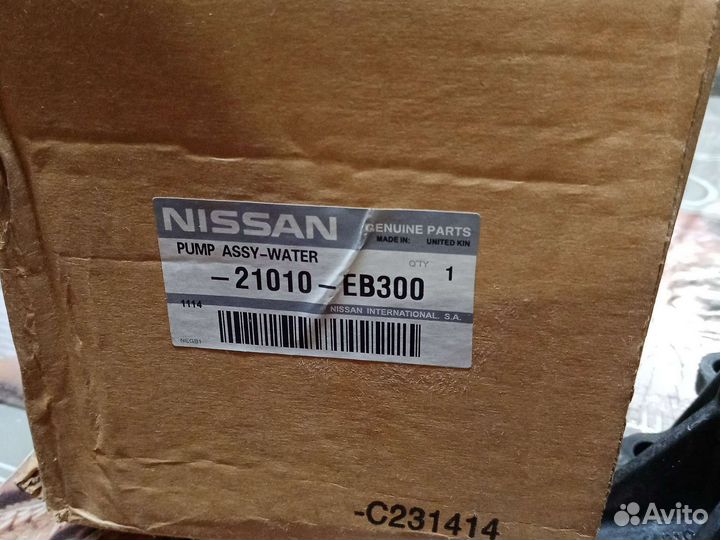 NISSAN GENUINE PARTS
MADE IN: UNITED KIN
PUMP ASSY-WATER
Q'TY 1
-21010-EB300
1114
NISSAN INTERNATIONAL. S.A.
NLGB1
-C231414
Avito